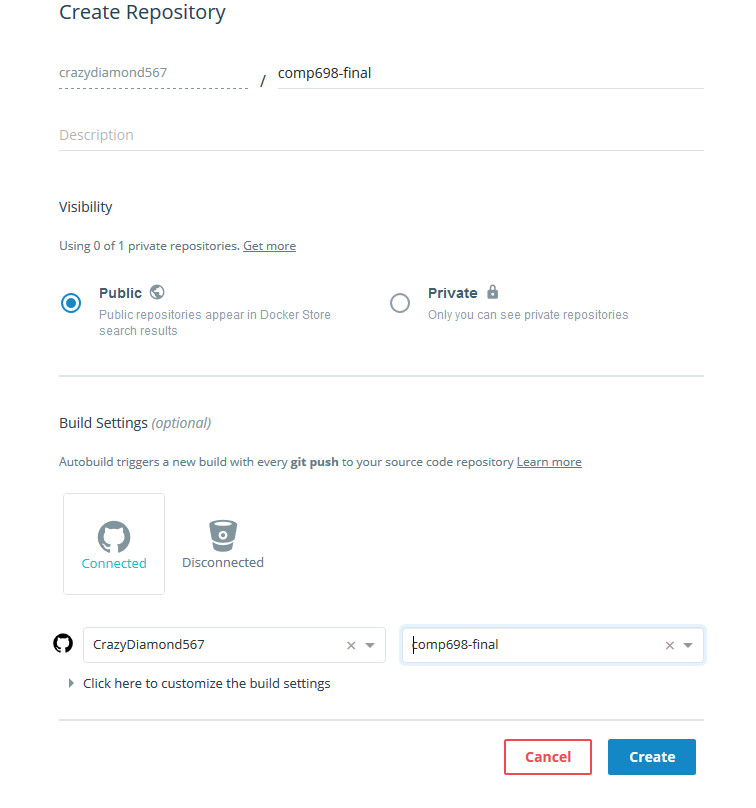 Create Repository
crazydiamond567 / comp698-final
Description
Visibility
Using 0 of 1 private repositories. Get more
Public
Public repositories appear in Docker Store
search results
Private
Only you can see private repositories
Build Settings (optional)
Autobuild triggers a new build with every git push to your source code repository Learn more
Connected
Disconnected
CrazyDiamond567
comp698-final
Click here to customize the build settings
Cancel
Create